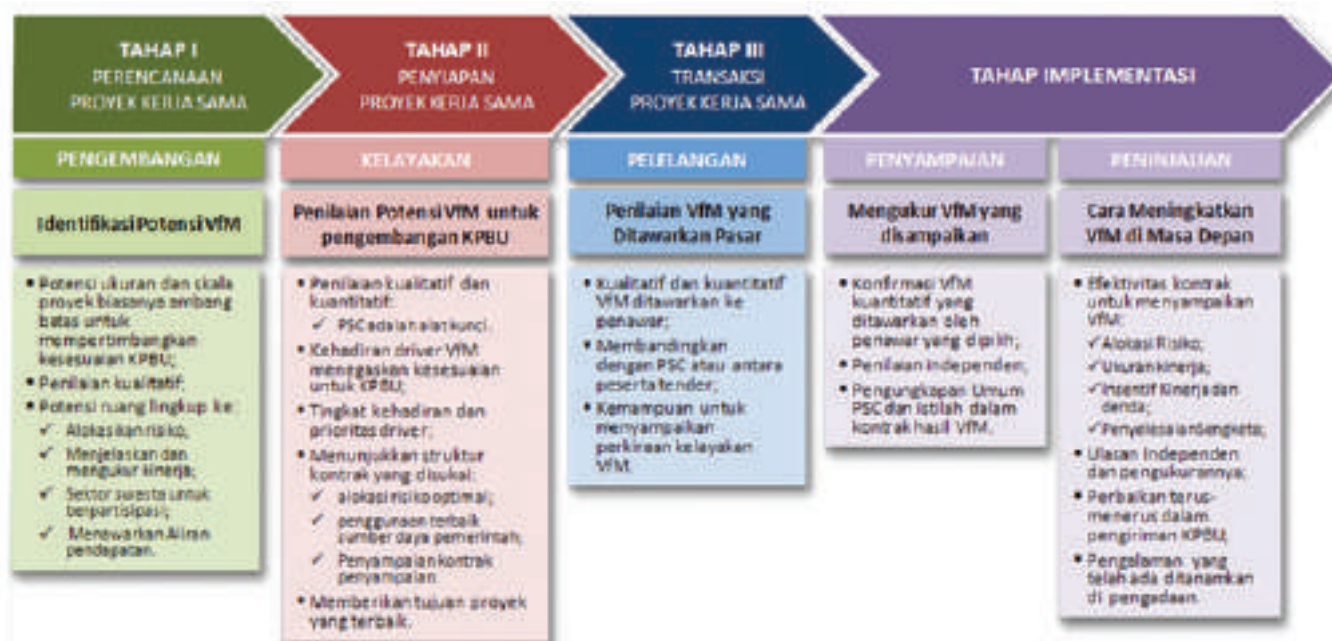 TAHAP I
PERENCANAAN
PROYEK KERJA SAMA
TAHAP II
PENYIAPAN
PROYEK KERJA SAMA
TAHAP III
TRANSAKSI
PROYEK KERJA SAMA
TAHAP IMPLEMENTASI
PENGEMBANGAN
KELAYAKAN
PELELANGAN
PENYAMPAIAN
PENINJAUAN
Identifikasi Potensi VfM
Penilaian Potensi VfM untuk
pengembangan KPBU
Penilaian VfM yang
Ditawarkan Pasar
Mengukur VfM yang
disampaikan
Cara Meningkatkan
VfM di Masa Depan
• Potensi ukuran dan skala
proyek biasanya ambang
batas untuk
mempertimbangkan
kesesuaian KPBU;
• Penilaian kualitatif;
• Potensi ruang lingkup ke:
✓ Alokasikan risiko;
✓ Menjelaskan dan
mengukur kinerja;
✓ Sektor swasta untuk
berpartisipasi;
✓ Menawarkan Aliran
pendapatan.
• Penilaian kualitatif dan
kuantitatif:
✓ PSC adalah alat kunci.
• Kehadiran driver VfM
menegaskan kesesuaian
untuk KPBU;
• Tingkat kehadiran dan
prioritas driver;
• Menunjukkan struktur
kontrak yang disukai:
✓ alokasi risiko optimal;
✓ penggunaan terbaik
sumber daya pemerintah;
✓ Penyampaian kontrak
penyampaian
• Memberikan tujuan proyek
yang terbaik.
• Kualitatif dan kuantitatif
VfM ditawarkan ke
penawar;
• Membandingkan
dengan PSC atau antara
peserta tender;
• Kemampuan untuk
menyampaikan
perkiraan kelayakan
VfM.
• Konfirmasi VfM
kuantitatif yang
ditawarkan oleh
penawar yang dipilih;
• Penilaian independen;
• Pengungkapan Umum
PSC dan istilah dalam
kontrak hasil VfM.
• Efektivitas kontrak
untuk menyampaikan
VfM:
✓ Alokasi Risiko;
✓ Ukuran kinerja;
✓ Insentif Kinerja dan
denda;
✓ Penyelesaian Sengketa;
• Ulasan Independen
dan pengukurannya;
• Perbaikan terus-
menerus dalam
pengiriman KPBU;
• Pengalaman yang
telah ada ditanamkan
di pengadaan.